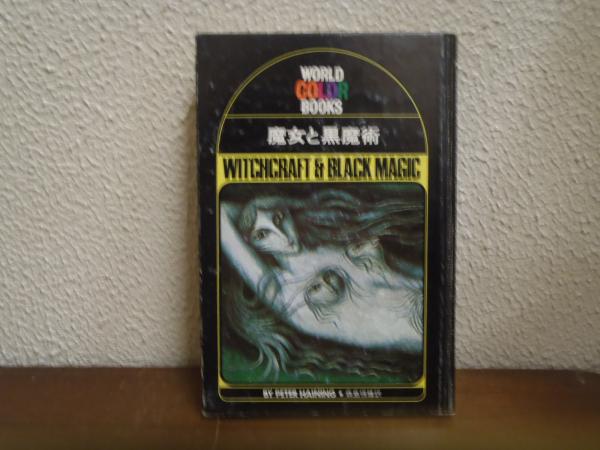 WORLD
COLOR
BOOKS
魔女と黒魔術
WITCHCRAFT & BLACK MAGIC
BY PETER HAINING